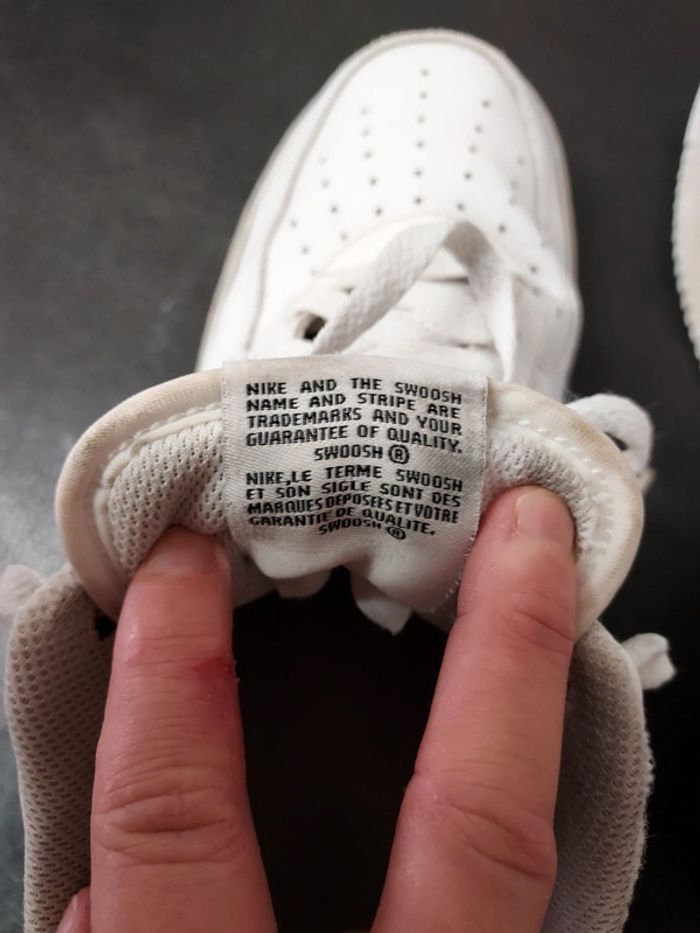 NIKE AND THE SWOOSH
NAME AND STRIPE ARE
TRADEMARKS AND YOUR
GUARANTEE OF QUALITY.
SWOOSH ®
NIKE,LE TERME SWOOSH
ET SON SIGLE SONT DES
MARQUES DEPOSEES ET VOTRE
GARANTIE DE QUALITE.
SWOOSH ®